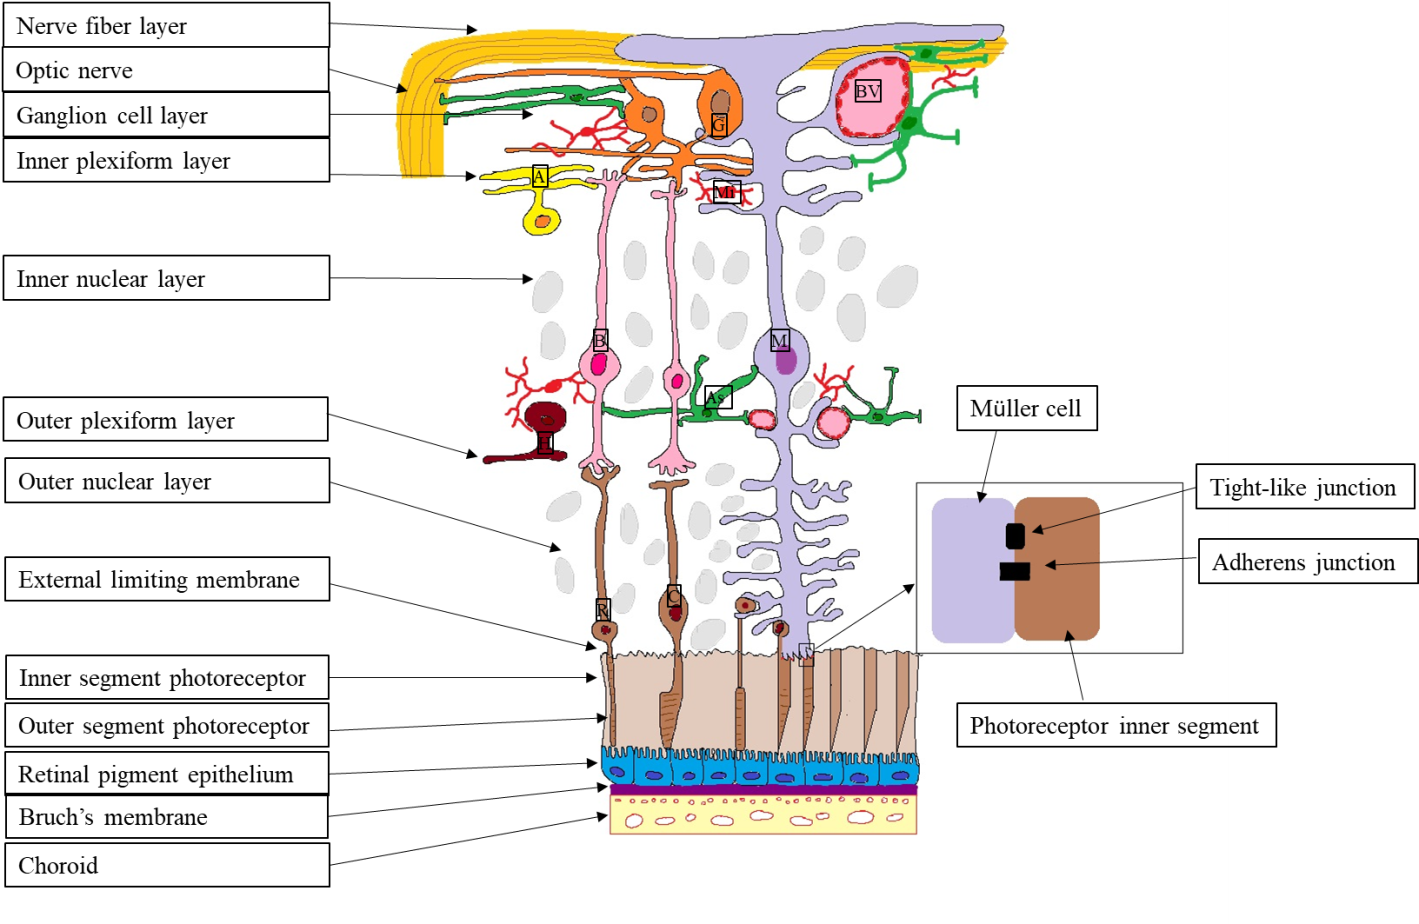 Nerve fiber layer
Optic nerve
Ganglion cell layer
Inner plexiform layer
Inner nuclear layer
Outer plexiform layer
Outer nuclear layer
External limiting membrane
Inner segment photoreceptor
Outer segment photoreceptor
Retinal pigment epithelium
Bruch's membrane
Choroid
BV
G
A
Mi
B
M
As
H
R
C
Müller cell
Tight-like junction
Adherens junction
Photoreceptor inner segment